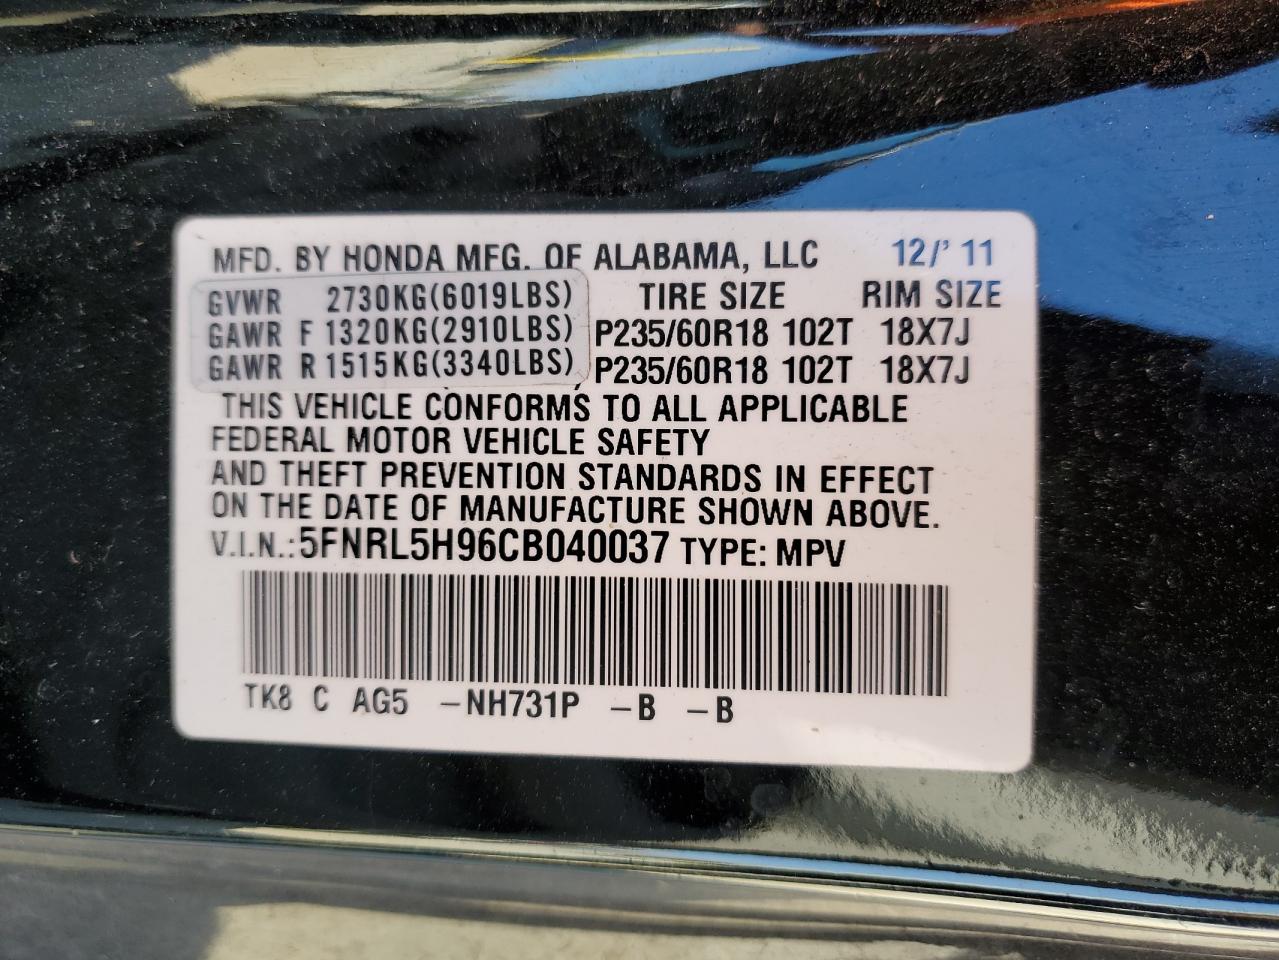 MFD. BY HONDA MFG. OF ALABAMA, LLC 12/'11
GVWR 2730KG(6019LBS) TIRE SIZE RIM SIZE
GAWR F 1320KG(2910LBS) P235/60R18 102T 18X7J
GAWR R 1515KG(3340LBS) P235/60R18 102T 18X7J
THIS VEHICLE CONFORMS TO ALL APPLICABLE
FEDERAL MOTOR VEHICLE SAFETY
AND THEFT PREVENTION STANDARDS IN EFFECT
ON THE DATE OF MANUFACTURE SHOWN ABOVE.
V.I.N.:5FNRL5H96CB040037 TYPE: MPV
TK8 C AG5 -NH731P -B -B